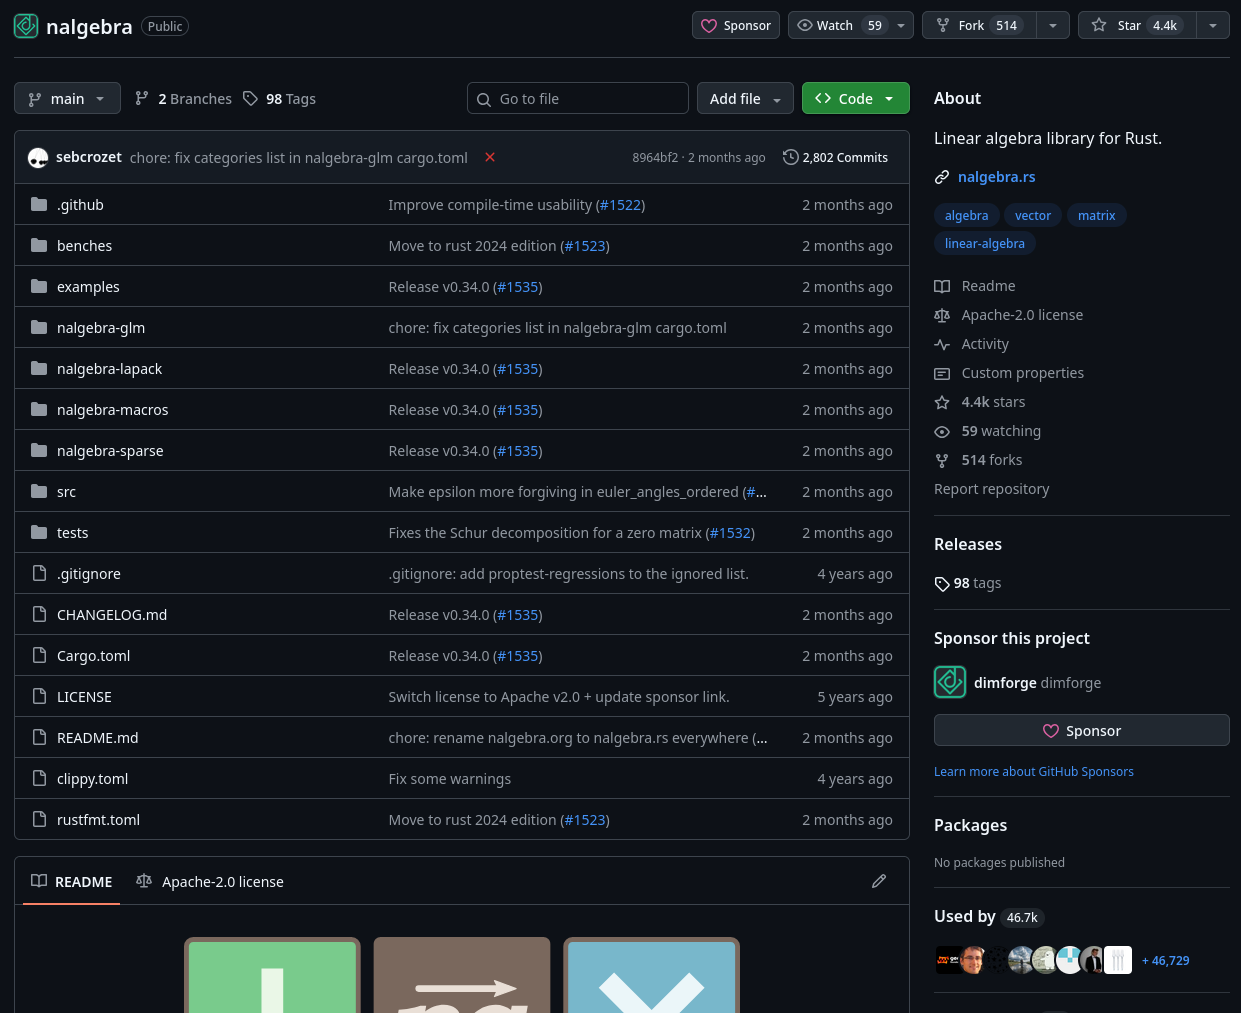 nalgebra Public Sponsor Watch 59 Fork 514 Star 4.4k
main 2 Branches 98 Tags Go to file Add file Code
sebcrozet chore: fix categories list in nalgebra-glm cargo.toml 8964bf2 · 2 months ago 2,802 Commits
.github Improve compile-time usability (#1522) 2 months ago
benches Move to rust 2024 edition (#1523) 2 months ago
examples Release v0.34.0 (#1535) 2 months ago
nalgebra-glm chore: fix categories list in nalgebra-glm cargo.toml 2 months ago
nalgebra-lapack Release v0.34.0 (#1535) 2 months ago
nalgebra-macros Release v0.34.0 (#1535) 2 months ago
nalgebra-sparse Release v0.34.0 (#1535) 2 months ago
src Make epsilon more forgiving in euler_angles_ordered (#... 2 months ago
tests Fixes the Schur decomposition for a zero matrix (#1532) 2 months ago
.gitignore .gitignore: add proptest-regressions to the ignored list. 4 years ago
CHANGELOG.md Release v0.34.0 (#1535) 2 months ago
Cargo.toml Release v0.34.0 (#1535) 2 months ago
LICENSE Switch license to Apache v2.0 + update sponsor link. 5 years ago
README.md chore: rename nalgebra.org to nalgebra.rs everywhere (... 2 months ago
clippy.toml Fix some warnings 4 years ago
rustfmt.toml Move to rust 2024 edition (#1523) 2 months ago
README Apache-2.0 license
About
Linear algebra library for Rust.
nalgebra.rs
algebra vector matrix
linear-algebra
Readme
Apache-2.0 license
Activity
Custom properties
4.4k stars
59 watching
514 forks
Report repository
Releases
98 tags
Sponsor this project
dimforge dimforge
Sponsor
Learn more about GitHub Sponsors
Packages
No packages published
Used by 46.7k
+ 46,729